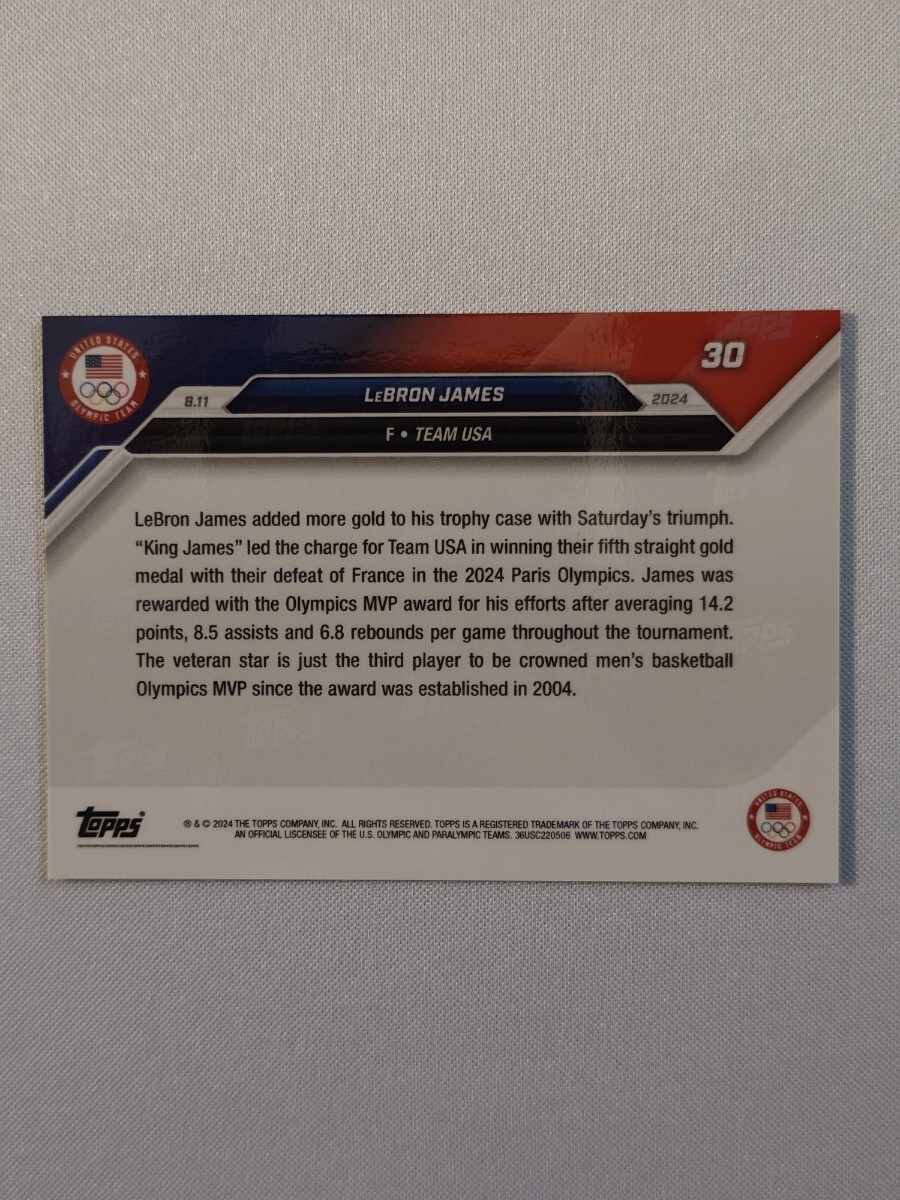 UNITED STATES
OLYMPIC TEAM
30
8.11
LEBRON JAMES
2024
F • TEAM USA
LeBron James added more gold to his trophy case with Saturday's triumph.
"King James" led the charge for Team USA in winning their fifth straight gold
medal with their defeat of France in the 2024 Paris Olympics. James was
rewarded with the Olympics MVP award for his efforts after averaging 14.2
points, 8.5 assists and 6.8 rebounds per game throughout the tournament.
The veteran star is just the third player to be crowned men's basketball
Olympics MVP since the award was established in 2004.
topps®
® & © 2024 THE TOPPS COMPANY, INC. ALL RIGHTS RESERVED. TOPPS IS A REGISTERED TRADEMARK OF THE TOPPS COMPANY, INC.
AN OFFICIAL LISCENSEE OF THE U.S. OLYMPIC AND PARALYMPIC TEAMS. 36USC220506 WWW.TOPPS.COM
UNITED STATES
OLYMPIC TEAM